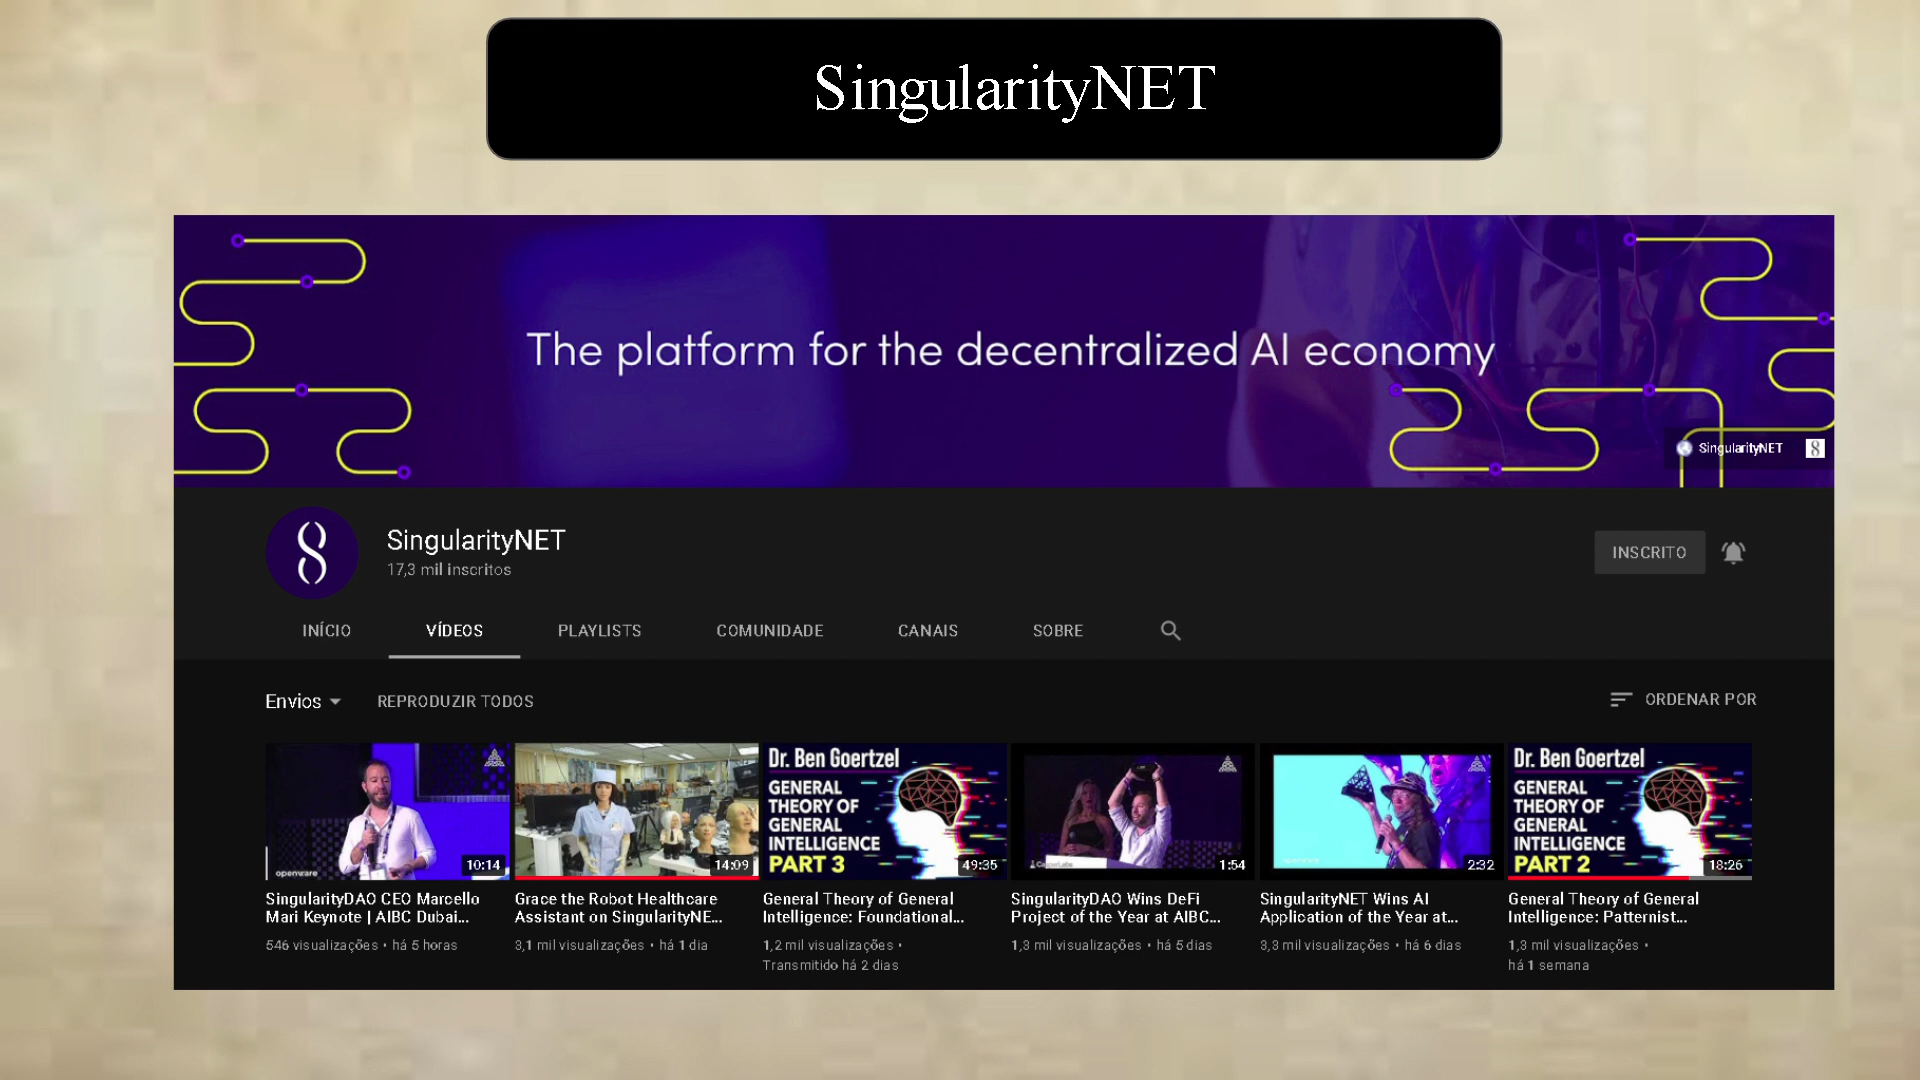 SingularityNET
The platform for the decentralized AI economy
SingularityNET
SingularityNET
17,3 mil inscritos
INSCRITO
INÍCIO
VÍDEOS
PLAYLISTS
COMUNIDADE
CANAIS
SOBRE
Envios
REPRODUZIR TODOS
ORDENAR POR
openware
10:14
SingularityDAO CEO Marcello
Mari Keynote | AIBC Dubai...
546 visualizações • há 5 horas
14:09
Grace the Robot Healthcare
Assistant on SingularityNE...
3,1 mil visualizações • há 1 dia
Dr. Ben Goertzel
GENERAL
THEORY OF
GENERAL
INTELLIGENCE
PART 3
49:35
General Theory of General
Intelligence: Foundational...
1,2 mil visualizações •
Transmitido há 2 dias
1:54
SingularityDAO Wins DeFi
Project of the Year at AIBC...
1,3 mil visualizações • há 5 dias
2:32
SingularityNET Wins AI
Application of the Year at...
3,3 mil visualizações • há 6 dias
Dr. Ben Goertzel
GENERAL
THEORY OF
GENERAL
INTELLIGENCE
PART 2
18:26
General Theory of General
Intelligence: Patternist...
1,3 mil visualizações •
há 1 semana